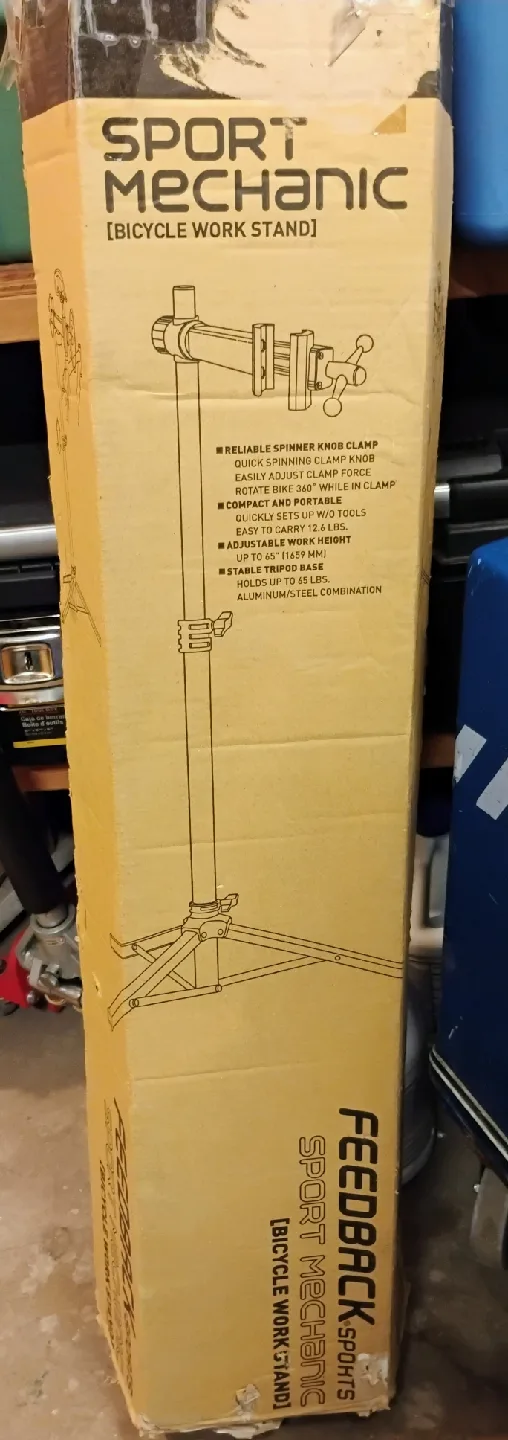 SPORT
MECHANIC
[BICYCLE WORK STAND]
■ RELIABLE SPINNER KNOB CLAMP
QUICK SPINNING CLAMP KNOB
EASILY ADJUST CLAMP FORCE
ROTATE BIKE 360° WHILE IN CLAMP
■ COMPACT AND PORTABLE
QUICKLY SETS UP W/O TOOLS
EASY TO CARRY 12.6 LBS.
■ ADJUSTABLE WORK HEIGHT
UP TO 65" (1659 MM)
■ STABLE TRIPOD BASE
HOLDS UP TO 65 LBS.
ALUMINUM/STEEL COMBINATION
FEEDBACK SPORTS
SPORT MECHANIC
[BICYCLE WORK STAND]